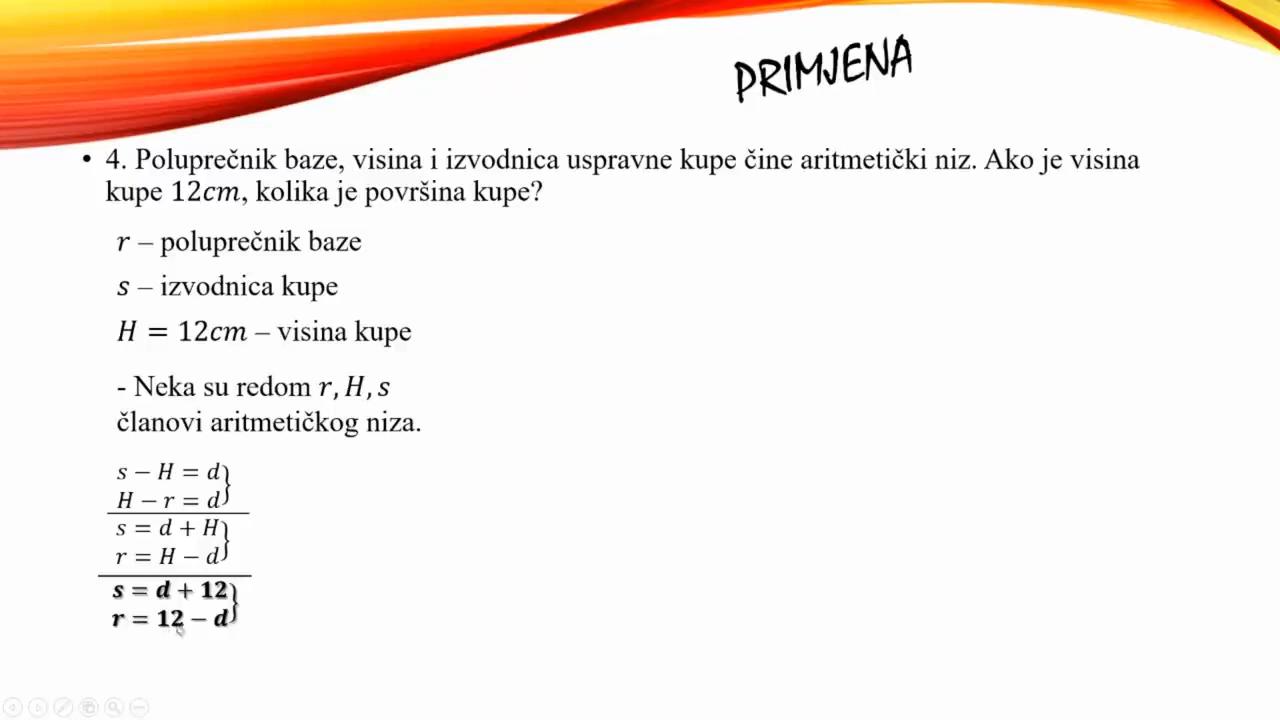 PRIMJENA
• 4. Poluprečnik baze, visina i izvodnica uspravne kupe čine aritmetički niz. Ako je visina
kupe 12cm, kolika je površina kupe?
r – poluprečnik baze
s – izvodnica kupe
H = 12cm – visina kupe
- Neka su redom r, H, s
članovi aritmetičkog niza.
s − H = d}
H − r = d
s = d + H}
r = H − d
s = d + 12}
r = 12 − d